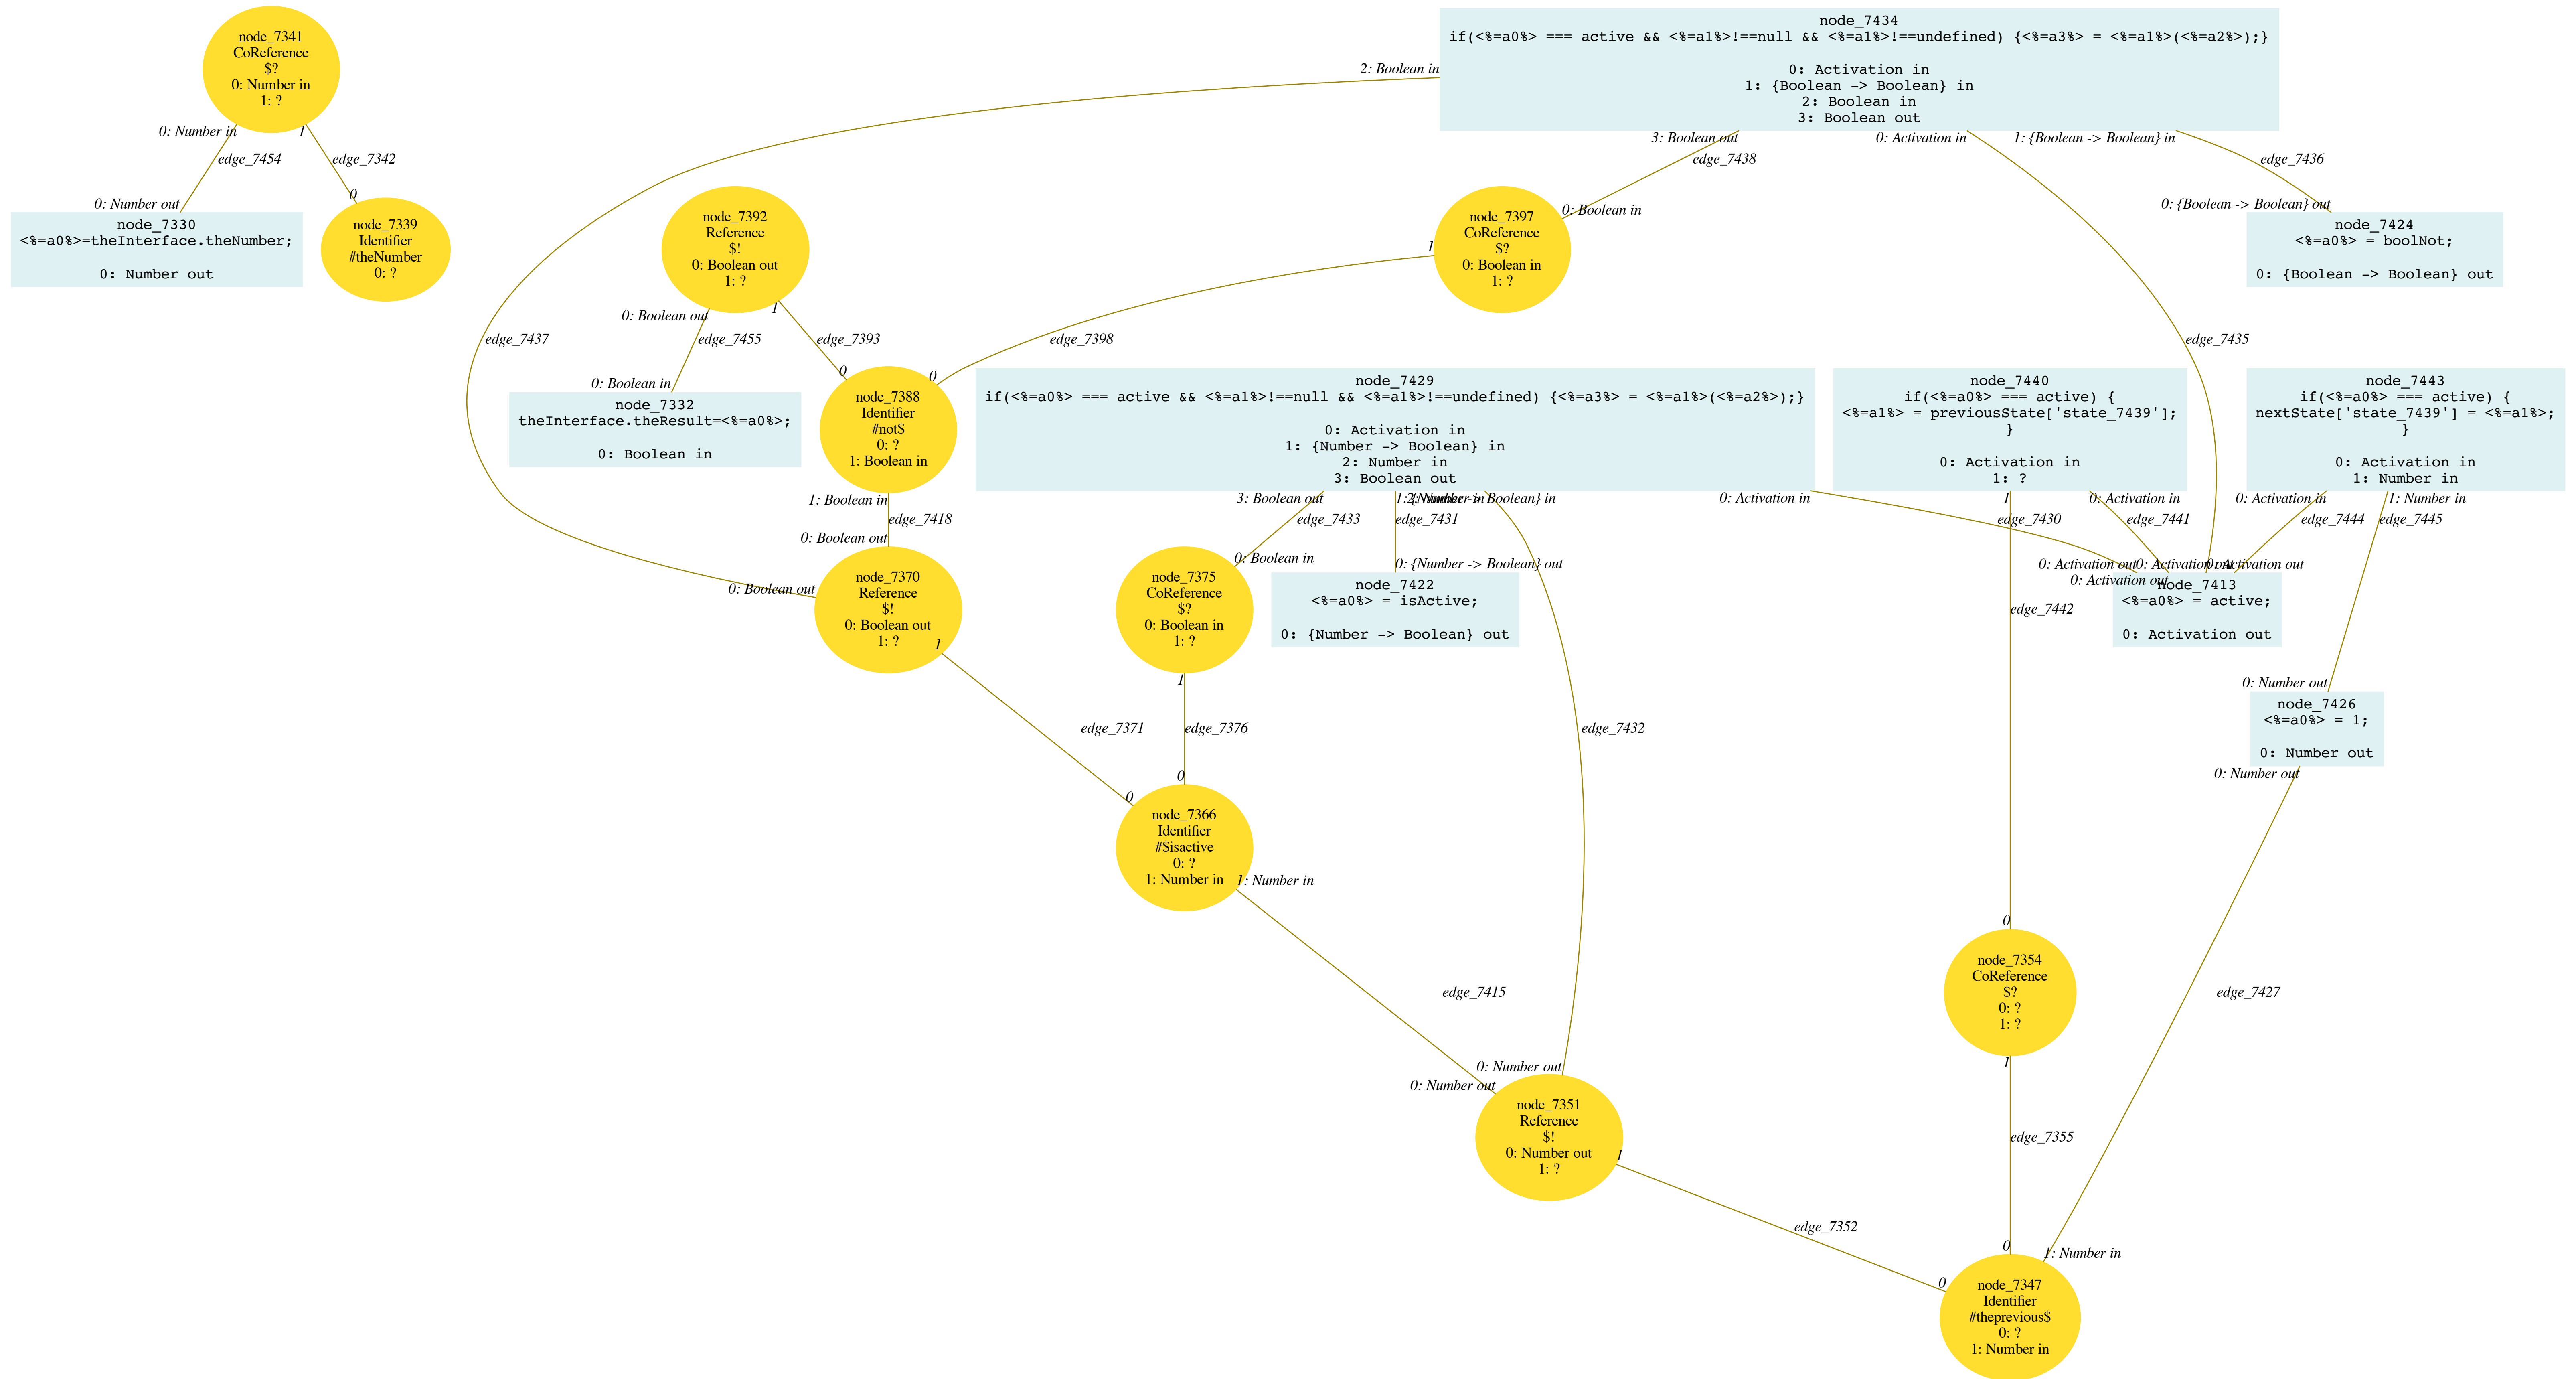 node_7341
CoReference
$?
0: Number in
1: ?
0: Number in
1
edge_7454
edge_7342
0: Number out
0
node_7330
<%=a0%>=theInterface.theNumber;
0: Number out
node_7339
Identifier
#theNumber
0: ?
node_7434
if(<%=a0%> === active && <%=a1%>!==null && <%=a1%>!==undefined) {<%=a3%> = <%=a1%>(<%=a2%>);}
0: Activation in
1: {Boolean -> Boolean} in
2: Boolean in
3: Boolean out
2: Boolean in
3: Boolean out
0: Activation in
1: {Boolean -> Boolean} in
edge_7438
edge_7436
0: {Boolean -> Boolean} out
node_7424
<%=a0%> = boolNot;
0: {Boolean -> Boolean} out
node_7392
Reference
$!
0: Boolean out
1: ?
node_7397
CoReference
$?
0: Boolean in
1: ?
0: Boolean in
1
0: Boolean out
1
edge_7437
edge_7455
edge_7393
edge_7398
edge_7435
0: Boolean in
0
0
node_7332
theInterface.theResult=<%=a0%>;
0: Boolean in
node_7388
Identifier
#not$
0: ?
1: Boolean in
node_7429
if(<%=a0%> === active && <%=a1%>!==null && <%=a1%>!==undefined) {<%=a3%> = <%=a1%>(<%=a2%>);}
0: Activation in
1: {Number -> Boolean} in
2: Number in
3: Boolean out
node_7440
if(<%=a0%> === active) {
<%=a1%> = previousState['state_7439'];
}
0: Activation in
1: ?
node_7443
if(<%=a0%> === active) {
nextState['state_7439'] = <%=a1%>;
}
0: Activation in
1: Number in
1: Boolean in
3: Boolean out
1: {Number -> Boolean} in
2: Number in
0: Activation in
1
0: Activation in
0: Activation in
1: Number in
edge_7418
edge_7433
edge_7431
edge_7430
edge_7441
edge_7444
edge_7445
0: Boolean out
0: Boolean in
0: {Number -> Boolean} out
0: Activation out
0: Activation out
0: Activation out
0: Activation out
0: Boolean out
node_7370
Reference
$!
0: Boolean out
1: ?
node_7375
CoReference
$?
0: Boolean in
1: ?
node_7422
<%=a0%> = isActive;
0: {Number -> Boolean} out
node_7413
<%=a0%> = active;
0: Activation out
edge_7442
1
1
0: Number out
edge_7371
edge_7376
edge_7432
node_7426
<%=a0%> = 1;
0: Number out
0
0
0: Number out
node_7366
Identifier
#$isactive
0: ?
1: Number in
1: Number in
0
edge_7415
node_7354
CoReference
$?
0: ?
1: ?
edge_7427
0: Number out
0: Number out
1
node_7351
Reference
$!
0: Number out
1: ?
1
edge_7355
edge_7352
0
0
1: Number in
node_7347
Identifier
#theprevious$
0: ?
1: Number in